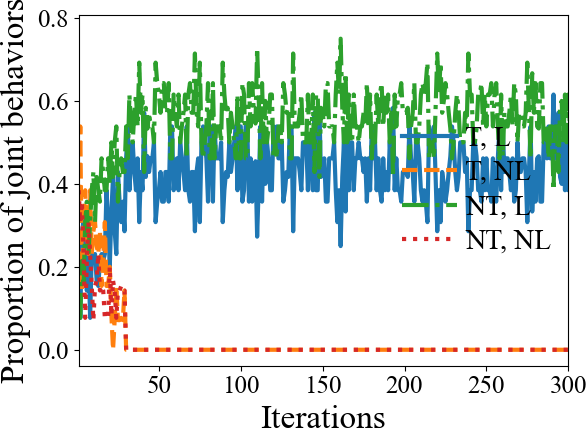 Proportion of joint behaviors
0.8
0.6
0.4
0.2
0.0
T, L
T, NL
NT, L
NT, NL
50
100
150
200
250
300
Iterations